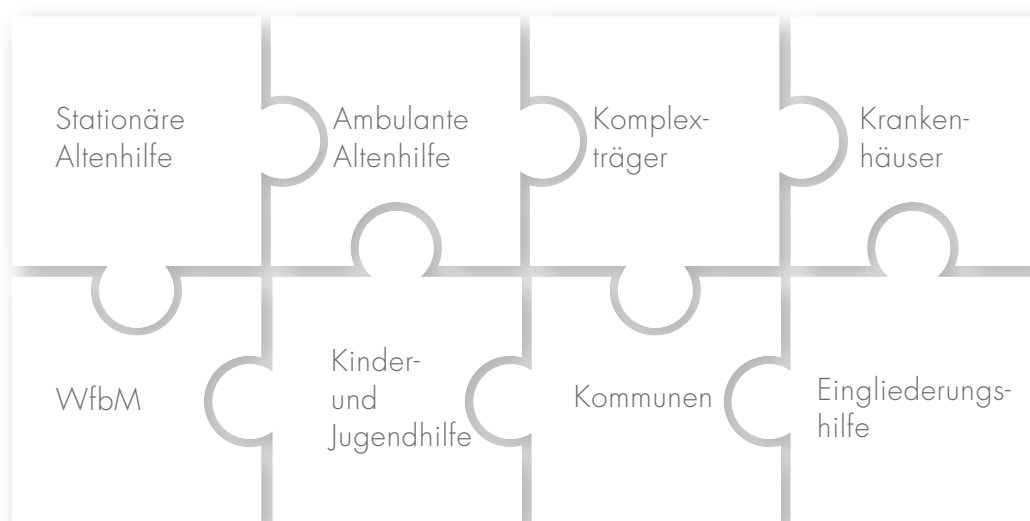 Stationäre
Altenhilfe
Ambulante
Altenhilfe
Komplex-
träger
Kranken-
häuser
WfbM
Kinder-
und
Jugendhilfe
Kommunen
Eingliederungs-
hilfe